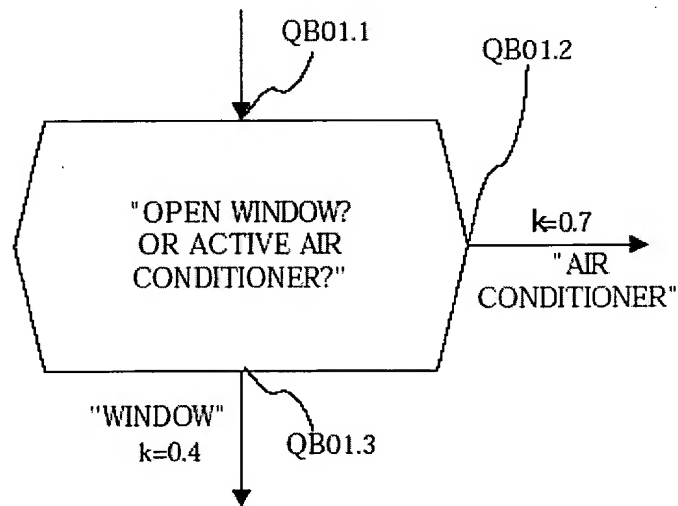 QB01.1
QB01.2
"OPEN WINDOW?
OR ACTIVE AIR
CONDITIONER?"
k=0.7
"AIR
CONDITIONER"
"WINDOW"
k=0.4
QB01.3